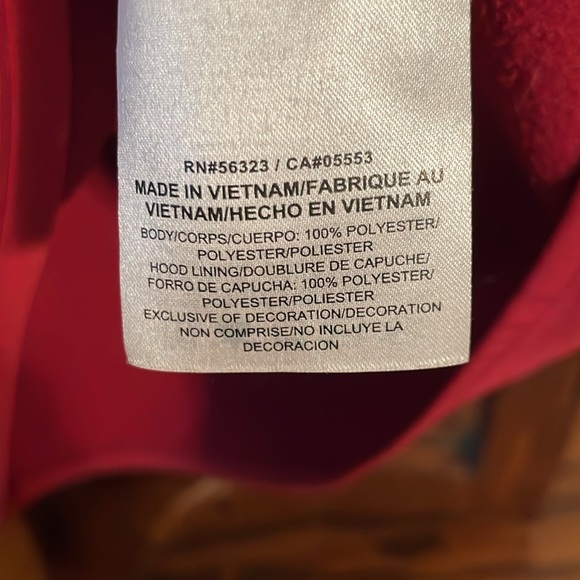 RN#56323 / CA#05553
MADE IN VIETNAM/FABRIQUE AU
VIETNAM/HECHO EN VIETNAM
BODY/CORPS/CUERPO: 100% POLYESTER/
POLYESTER/POLIESTER
HOOD LINING/DOUBLURE DE CAPUCHE/
FORRO DE CAPUCHA: 100% POLYESTER/
POLYESTER/POLIESTER
EXCLUSIVE OF DECORATION/DECORATION
NON COMPRISE/NO INCLUYE LA
DECORACION